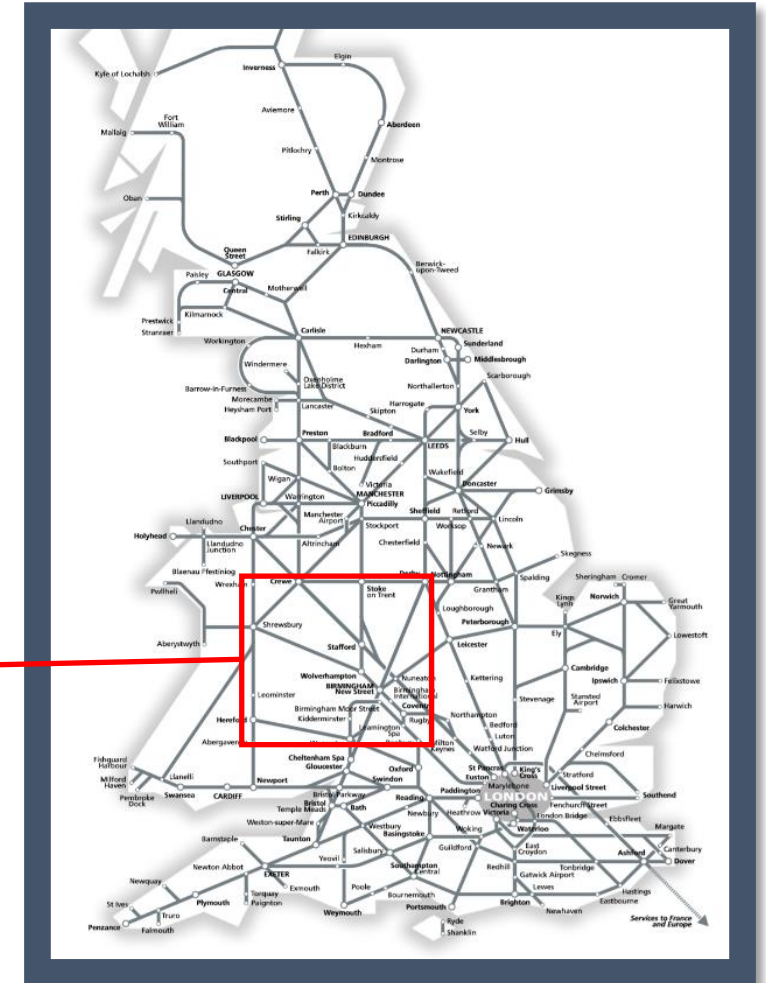 Elgin
Inverness
Kyle of Lochalsh
Aviemore
Fort
William
Mallaig
Aberdeen
Pitlochry
Montrose
Perth
Dundee
Oban
Stirling
Kirkcaldy
EDINBURGH
Queen
Street
Falkirk
GLASGOW
Central
Paisley
Motherwell
Berwick-
upon-Tweed
Prestwick
Stranraer
Kilmarnock
Carlisle
NEWCASTLE
Sunderland
Workington
Hexham
Durham
Darlington
Middlesbrough
Windermere
Scarborough
Oxenholme
Lake District
Northallerton
Barrow-in-Furness
Morecambe
Heysham Port
Lancaster
Harrogate
York
Skipton
Blackpool
Preston
Bradford
LEEDS
Selby
Hull
Blackburn
Huddersfield
Southport
Bolton
Wakefield
Wigan
Victoria
MANCHESTER
Piccadilly
Doncaster
Grimsby
LIVERPOOL
Warrington
Manchester
Airport
Stockport
Sheffield
Retford
Worksop
Lincoln
Llandudno
Chester
Holyhead
Llandudno
Junction
Altrincham
Chesterfield
Newark
Skegness
Blaenau Ffestiniog
Wrexham
Crewe
Stoke
on Trent
Nottingham
Grantham
Spalding
Sheringham
Cromer
Pwllheli
Loughborough
Kings
Lynn
Norwich
Great
Yarmouth
Shrewsbury
Aberystwyth
Stafford
Peterborough
Leicester
Ely
Lowestoft
Wolverhampton
BIRMINGHAM
New Street
Nuneaton
Birmingham
International
Kettering
Cambridge
Ipswich
Felixstowe
Leominster
Birmingham Moor Street
Kidderminster
Coventry
Rugby
Stevenage
Stansted
Airport
Harwich
Hereford
Leamington
Spa
Northampton
Bedford
Luton
Colchester
Abergavenny
Milton
Keynes
Watford Junction
Chelmsford
Fishguard
Harbour
Cheltenham Spa
Gloucester
Oxford
St Pancras
Euston
King's
Cross
Stratford
Milford
Haven
Llanelli
Newport
Swindon
Paddington
Marylebone
Liverpool Street
Pembroke
Dock
Swansea
CARDIFF
Bristol Parkway
Bristol
Temple Meads
Bath
Reading
LONDON
Fenchurch Street
Southend
Heathrow
Victoria
Charing Cross
London Bridge
Ebbsfleet
Weston-super-Mare
Newbury
Waterloo
Margate
Barnstaple
Taunton
Westbury
Basingstoke
Woking
East
Croydon
Canterbury
Yeovil
Salisbury
Guildford
Ashford
Dover
Newton Abbot
EXETER
Southampton
Central
Redhill
Gatwick Airport
Tonbridge
Newquay
Exmouth
Poole
Bournemouth
Lewes
Hastings
Eastbourne
St Ives
Plymouth
Torquay
Paignton
Weymouth
Portsmouth
Brighton
Newhaven
Truro
Penzance
Falmouth
Ryde
Shanklin
Services to France
and Europe